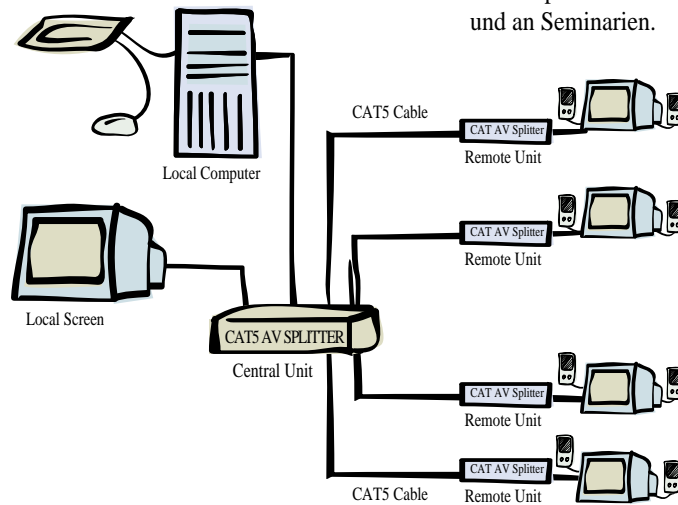 und an Seminarien.
CAT5 Cable
CAT AV Splitter
Remote Unit
Local Computer
CAT AV Splitter
Remote Unit
Local Screen
CAT5 AV SPLITTER
Central Unit
CAT AV Splitter
Remote Unit
CAT AV Splitter
CAT5 Cable
Remote Unit